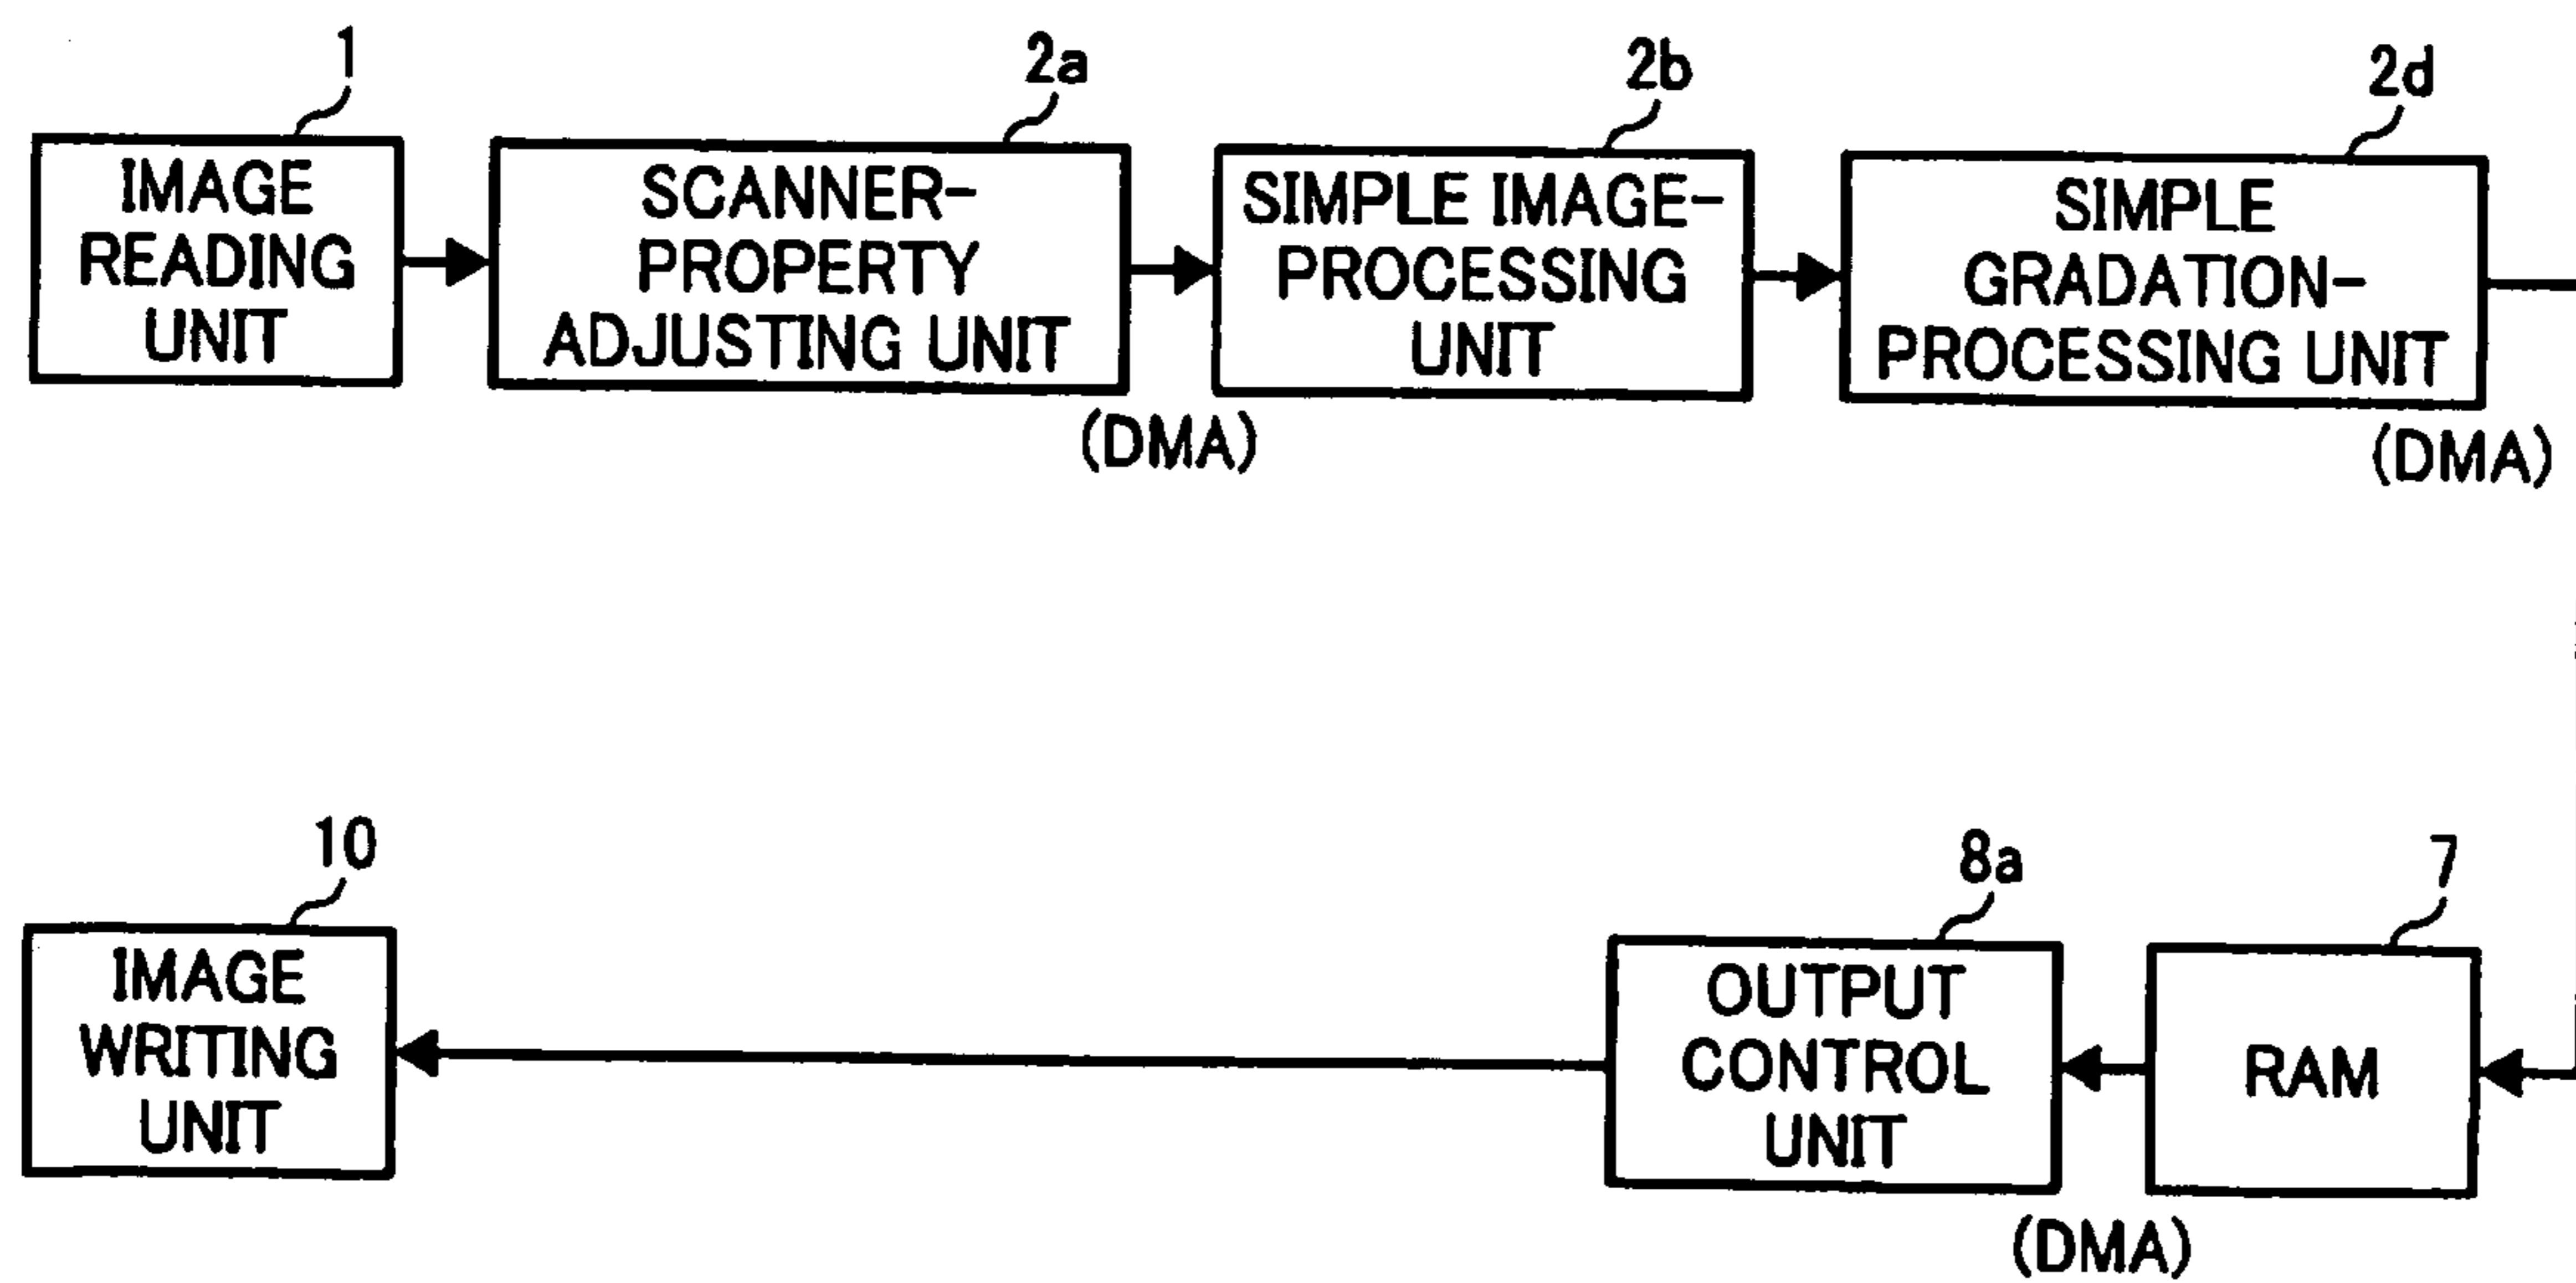 1
IMAGE
READING
UNIT
2a
SCANNER-
PROPERTY
ADJUSTING UNIT
(DMA)
2b
SIMPLE IMAGE-
PROCESSING
UNIT
2d
SIMPLE
GRADATION-
PROCESSING UNIT
(DMA)
10
IMAGE
WRITING
UNIT
8a
OUTPUT
CONTROL
UNIT
(DMA)
7
RAM